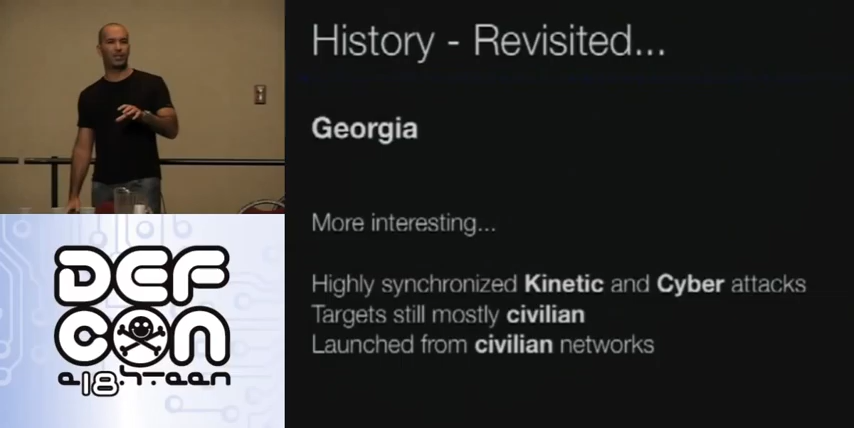 History - Revisited...
Georgia
More interesting...
Highly synchronized Kinetic and Cyber attacks
Targets still mostly civilian
Launched from civilian networks
DEF
CON
e18hteen